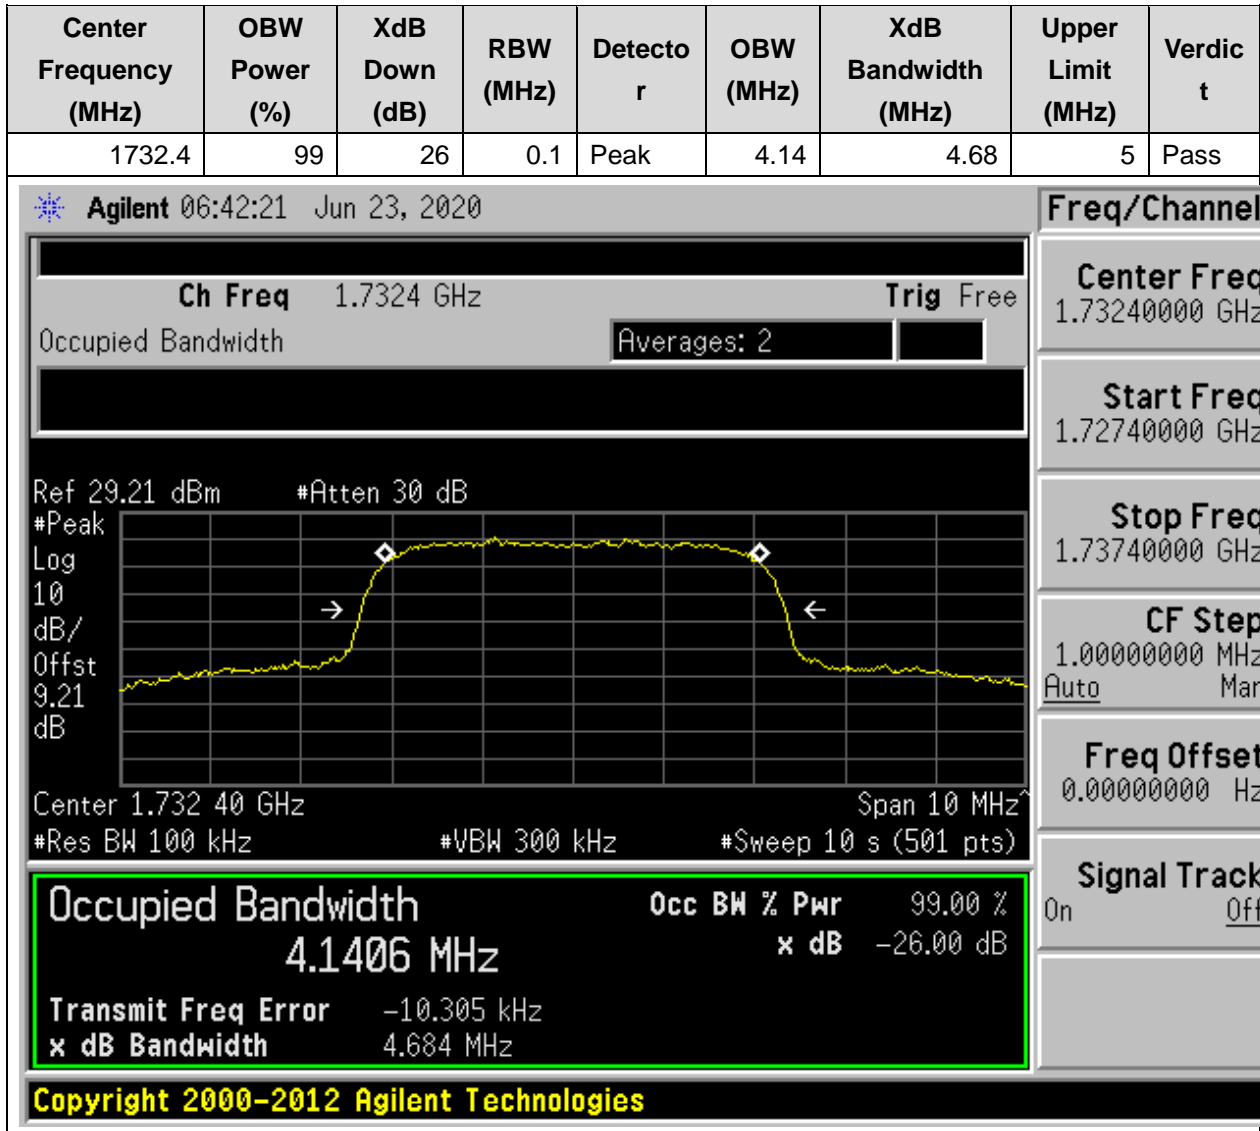 Center Frequency (MHz) OBW Power (%) XdB Down (dB) RBW (MHz) Detecto r OBW (MHz) XdB Bandwidth (MHz) Upper Limit (MHz) Verdic t
1732.4 99 26 0.1 Peak 4.14 4.68 5 Pass
Agilent 06:42:21 Jun 23, 2020 Freq/Channel
Ch Freq 1.7324 GHz Trig Free
Occupied Bandwidth Averages: 2
Center Freq
1.73240000 GHz
Start Freq
1.72740000 GHz
Stop Freq
1.73740000 GHz
CF Step
1.00000000 MHz
Auto Man
Freq Offset
0.00000000 Hz
Signal Track
On Off
Ref 29.21 dBm #Atten 30 dB
#Peak
Log
10
dB/
Offst
9.21
dB
Center 1.732 40 GHz Span 10 MHz^
#Res BW 100 kHz #VBW 300 kHz #Sweep 10 s (501 pts)
Occupied Bandwidth Occ BW % Pwr 99.00 %
4.1406 MHz x dB -26.00 dB
Transmit Freq Error -10.305 kHz
x dB Bandwidth 4.684 MHz
Copyright 2000-2012 Agilent Technologies